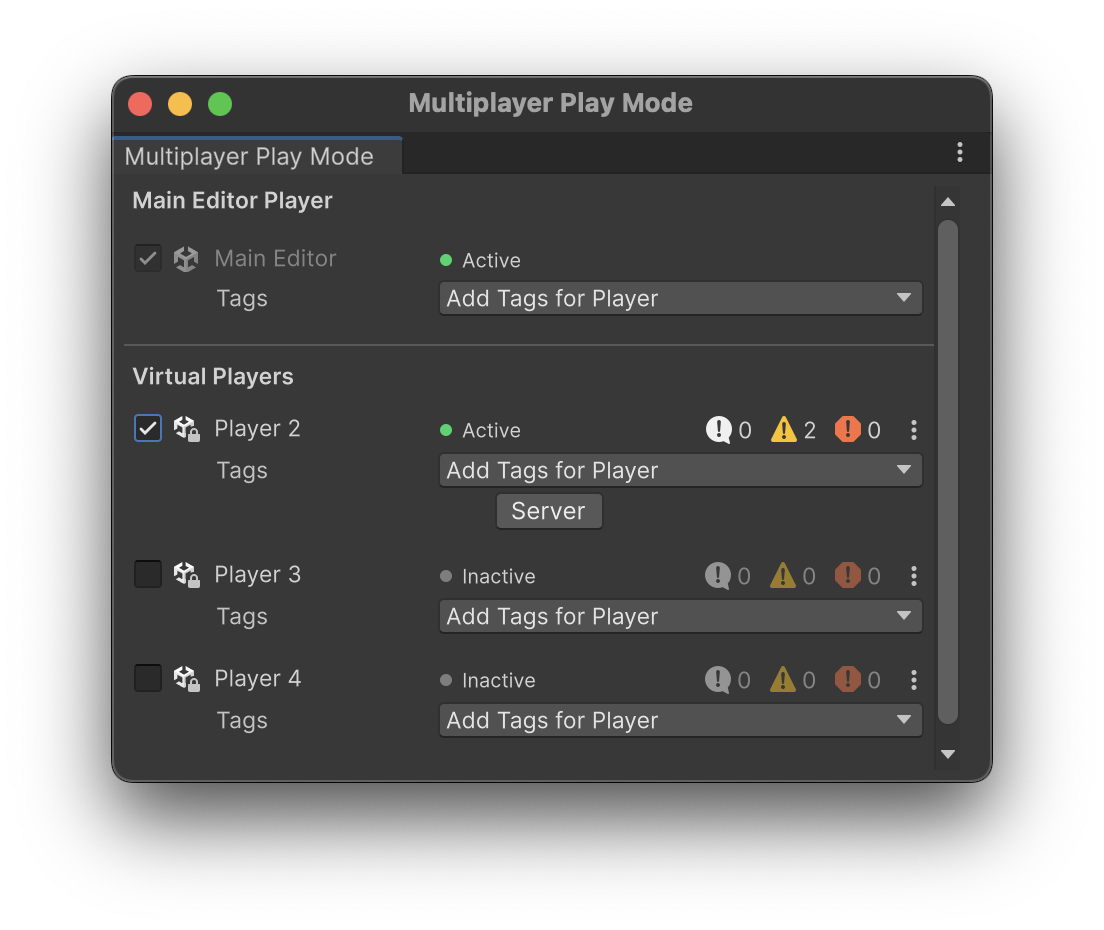 Multiplayer Play Mode
Multiplayer Play Mode
Main Editor Player
Main Editor Active
Tags Add Tags for Player
Virtual Players
Player 2 Active 0 2 0
Tags Add Tags for Player
Server
Player 3 Inactive 0 0 0
Tags Add Tags for Player
Player 4 Inactive 0 0 0
Tags Add Tags for Player